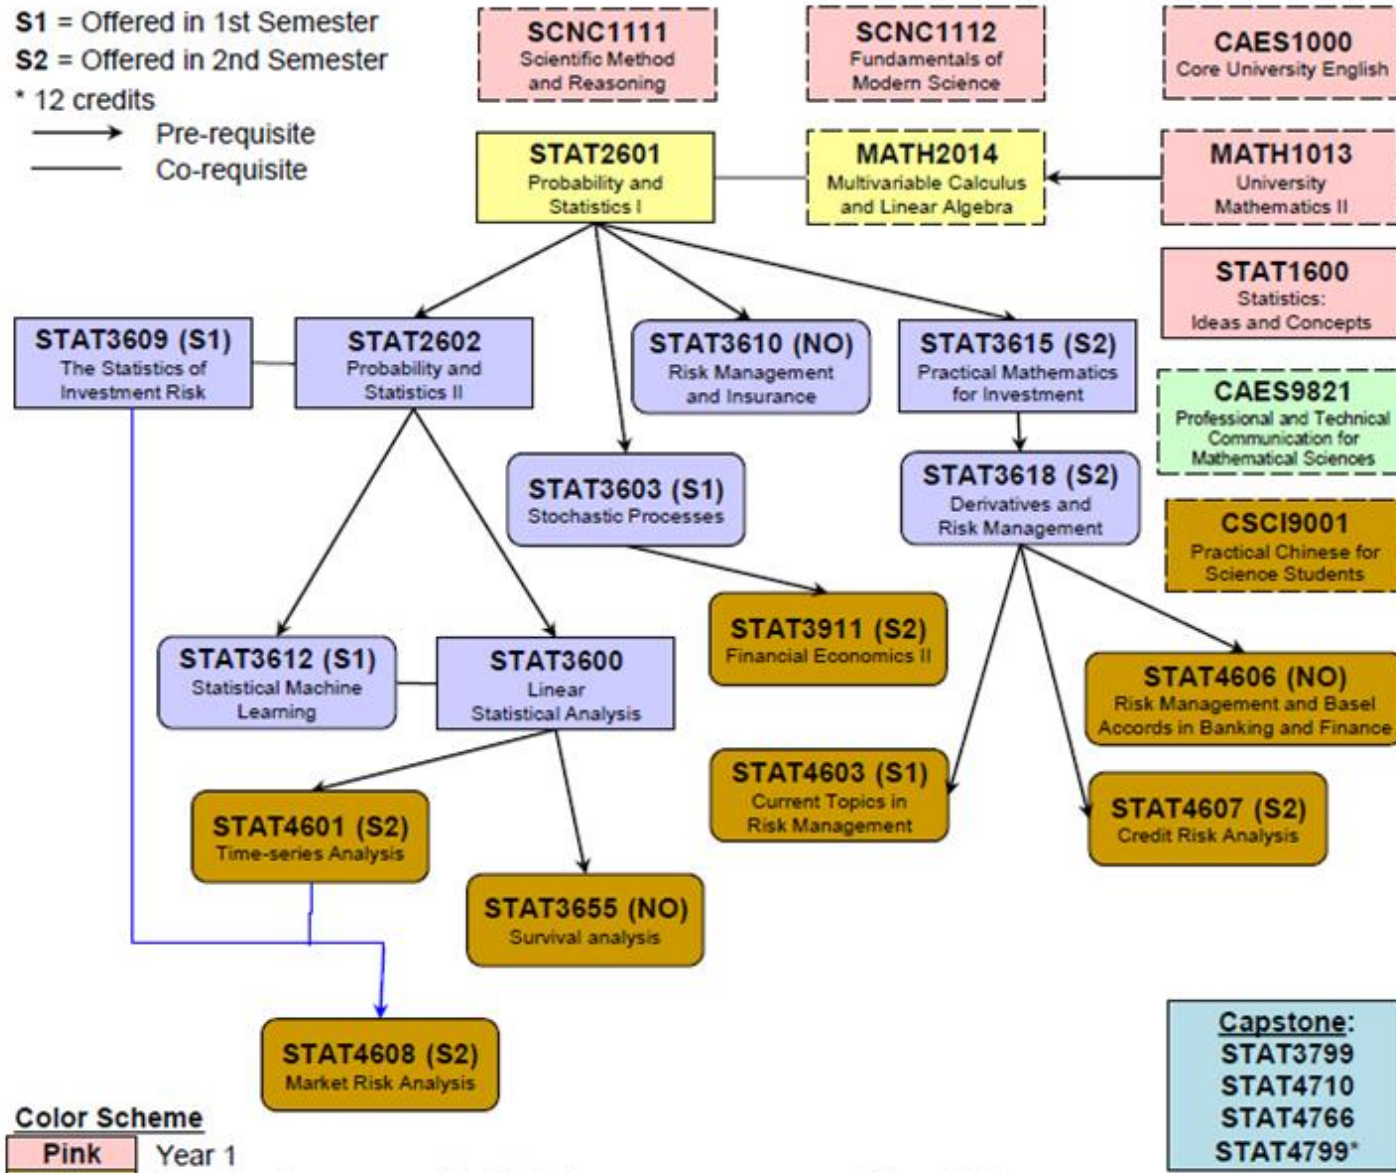 S1 = Offered in 1st Semester
S2 = Offered in 2nd Semester
* 12 credits
Pre-requisite
Co-requisite
SCNC1111
Scientific Method
and Reasoning
SCNC1112
Fundamentals of
Modern Science
CAES1000
Core University English
STAT2601
Probability and
Statistics I
MATH2014
Multivariable Calculus
and Linear Algebra
MATH1013
University
Mathematics II
STAT1600
Statistics:
Ideas and Concepts
STAT3609 (S1)
The Statistics of
Investment Risk
STAT2602
Probability and
Statistics II
STAT3610 (NO)
Risk Management
and Insurance
STAT3615 (S2)
Practical Mathematics
for Investment
CAES9821
Professional and Technical
Communication for
Mathematical Sciences
STAT3603 (S1)
Stochastic Processes
STAT3618 (S2)
Derivatives and
Risk Management
CSCI9001
Practical Chinese for
Science Students
STAT3911 (S2)
Financial Economics II
STAT3612 (S1)
Statistical Machine
Learning
STAT3600
Linear
Statistical Analysis
STAT4606 (NO)
Risk Management and Basel
Accords in Banking and Finance
STAT4603 (S1)
Current Topics in
Risk Management
STAT4607 (S2)
Credit Risk Analysis
STAT4601 (S2)
Time-series Analysis
STAT3655 (NO)
Survival analysis
STAT4608 (S2)
Market Risk Analysis
Capstone:
STAT3799
STAT4710
STAT4766
STAT4799*
Color Scheme
Pink Year 1